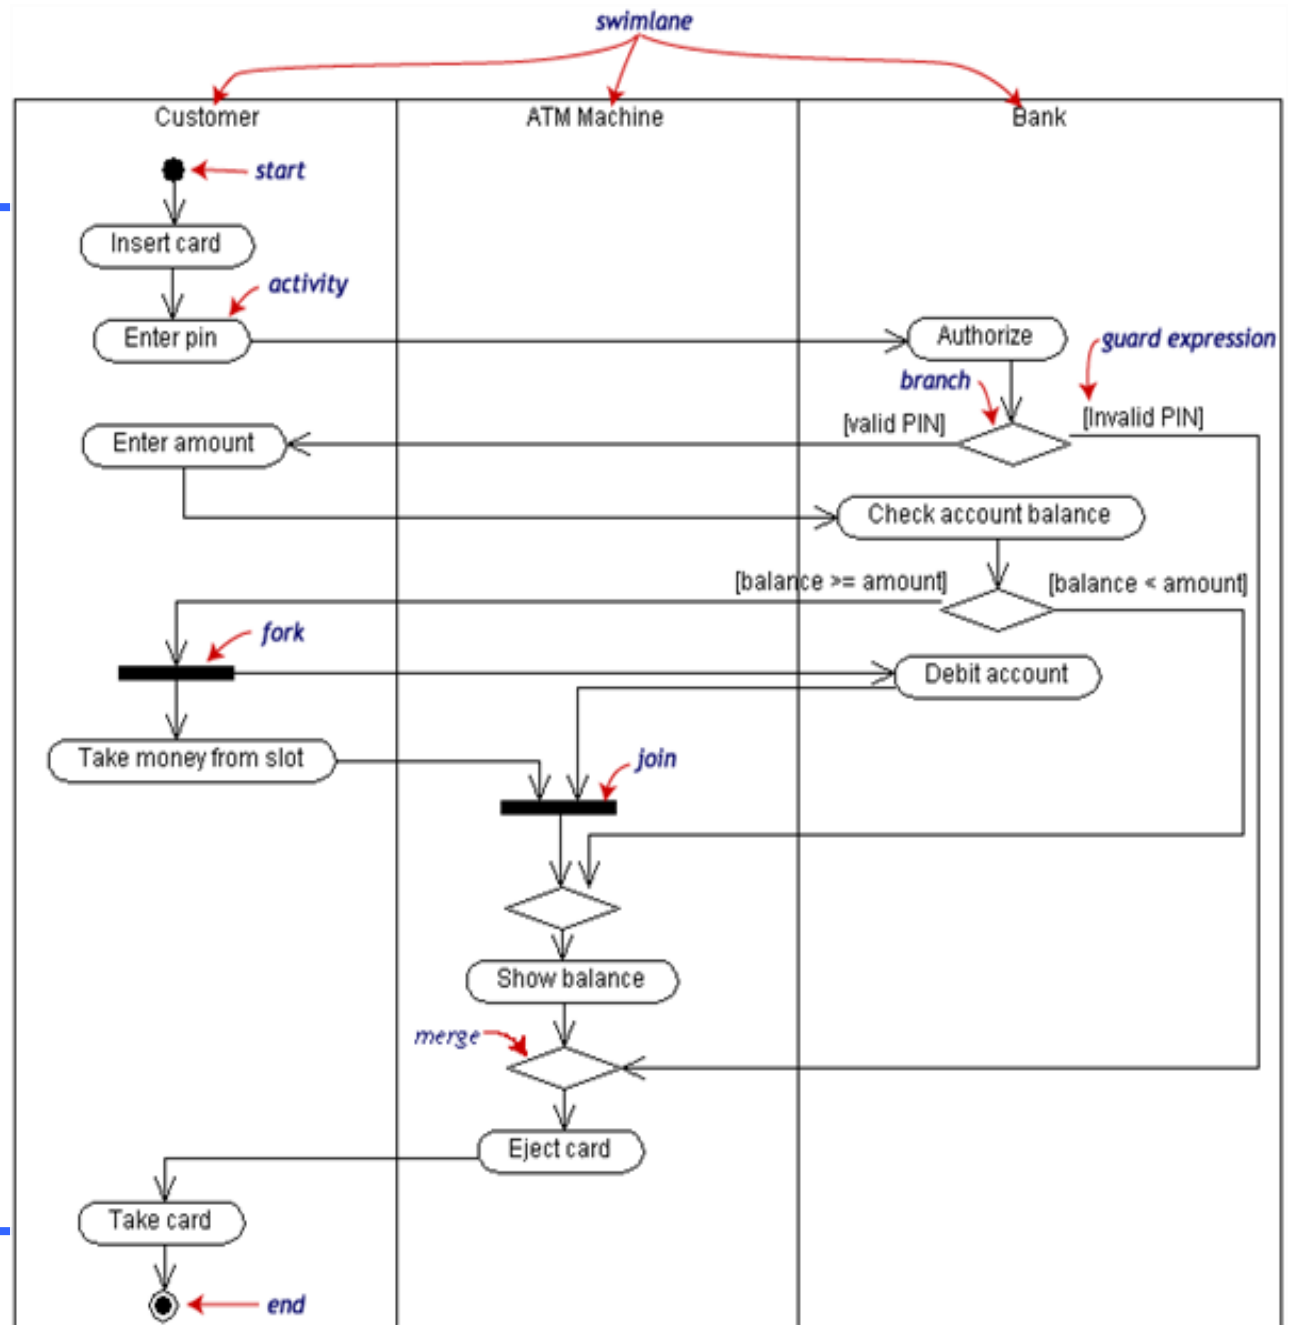 swimlane
Customer
ATM Machine
Bank
start
Insert card
activity
Enter pin
Authorize
guard expression
branch
[valid PIN]
[Invalid PIN]
Enter amount
Check account balance
[balance >= amount]
[balance < amount]
fork
Debit account
Take money from slot
join
Show balance
merge
Eject card
Take card
end